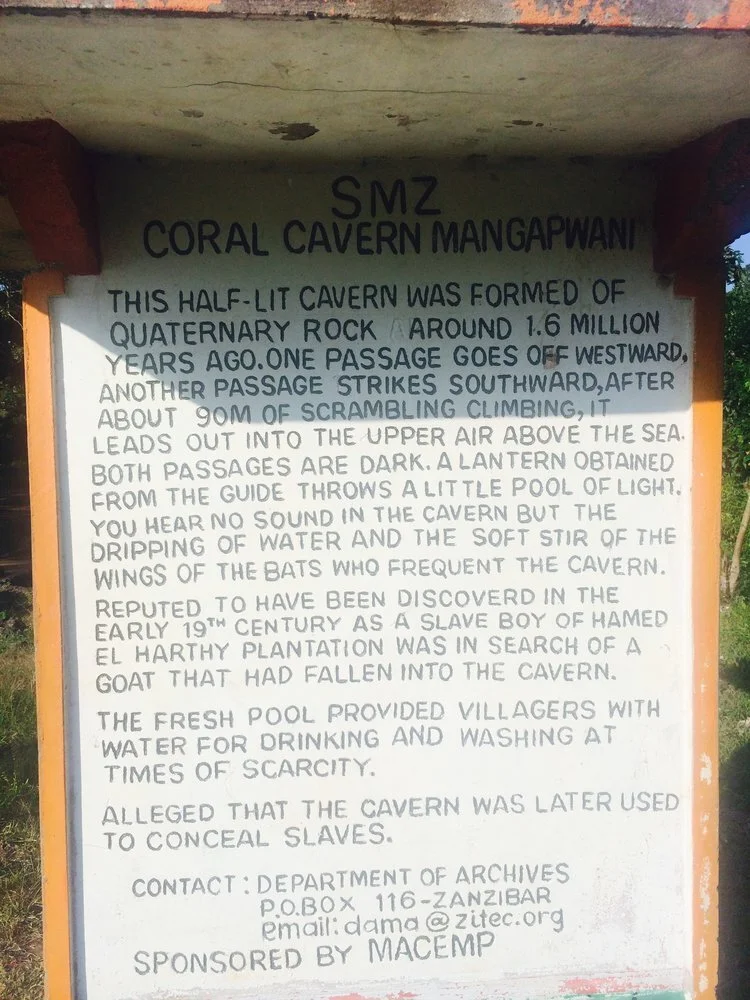 SMZ
CORAL CAVERN MANGAPWANI
THIS HALF-LIT CAVERN WAS FORMED OF
QUATERNARY ROCK AROUND 1.6 MILLION
YEARS AGO. ONE PASSAGE GOES OFF WESTWARD,
ANOTHER PASSAGE STRIKES SOUTHWARD, AFTER
ABOUT 90M OF SCRAMBLING CLIMBING, IT
LEADS OUT INTO THE UPPER AIR ABOVE THE SEA.
BOTH PASSAGES ARE DARK. A LANTERN OBTAINED
FROM THE GUIDE THROWS A LITTLE POOL OF LIGHT.
YOU HEAR NO SOUND IN THE CAVERN BUT THE
DRIPPING OF WATER AND THE SOFT STIR OF THE
WINGS OF THE BATS WHO FREQUENT THE CAVERN.
REPUTED TO HAVE BEEN DISCOVERD IN THE
EARLY 19TH CENTURY AS A SLAVE BOY OF HAMED
EL HARTHY PLANTATION WAS IN SEARCH OF A
GOAT THAT HAD FALLEN INTO THE CAVERN.
THE FRESH POOL PROVIDED VILLAGERS WITH
WATER FOR DRINKING AND WASHING AT
TIMES OF SCARCITY.
ALLEGED THAT THE CAVERN WAS LATER USED
TO CONCEAL SLAVES.
CONTACT: DEPARTMENT OF ARCHIVES
P.O.BOX 116-ZANZIBAR
email: dama@zitec.org
SPONSORED BY MACEMP